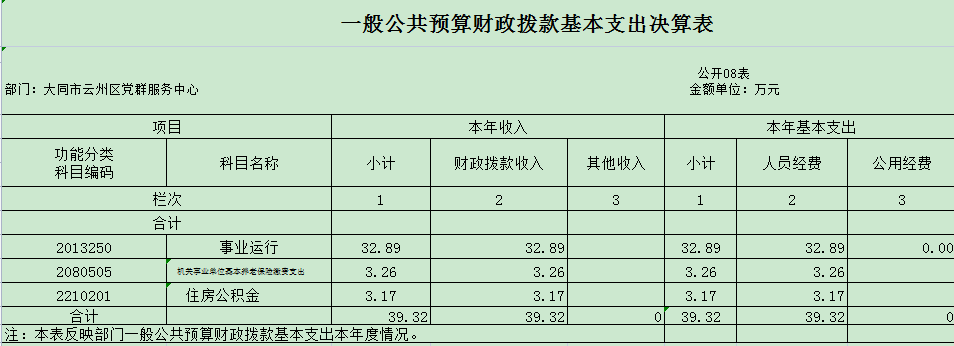 一般公共预算财政拨款基本支出决算表
公开08表
部门：大同市云州区党群服务中心 金额单位：万元
项目 本年收入 本年基本支出
功能分类科目编码 科目名称 小计 财政拨款收入 其他收入 小计 人员经费 公用经费
栏次 1 2 3 1 2 3
合计
2013250 事业运行 32.89 32.89 32.89 32.89 0.00
2080505 机关事业单位基本养老保险缴费支出 3.26 3.26 3.26 3.26
2210201 住房公积金 3.17 3.17 3.17 3.17
合计 39.32 39.32 0 39.32 39.32 0
注：本表反映部门一般公共预算财政拨款基本支出本年度情况。